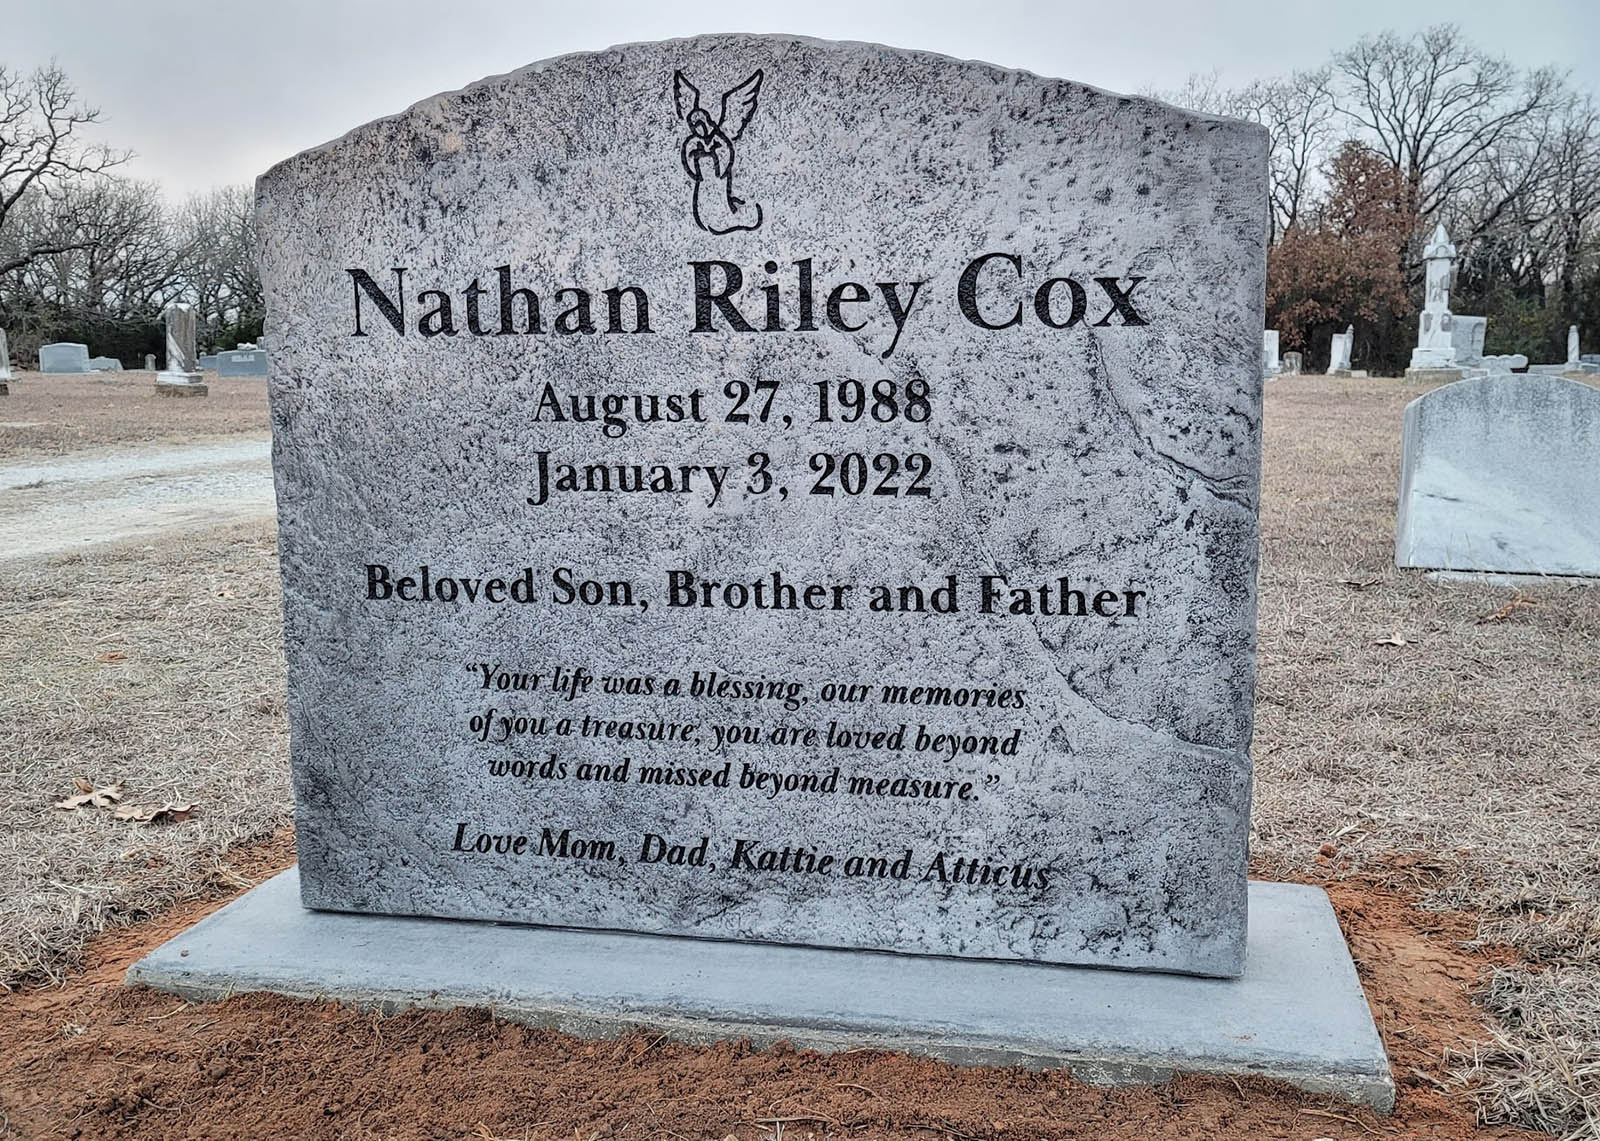 Nathan Riley Cox
August 27, 1988
January 3, 2022
Beloved Son, Brother and Father
“Your life was a blessing, our memories
of you a treasure, you are loved beyond
words and missed beyond measure.”
Love Mom, Dad, Kattie and Atticus